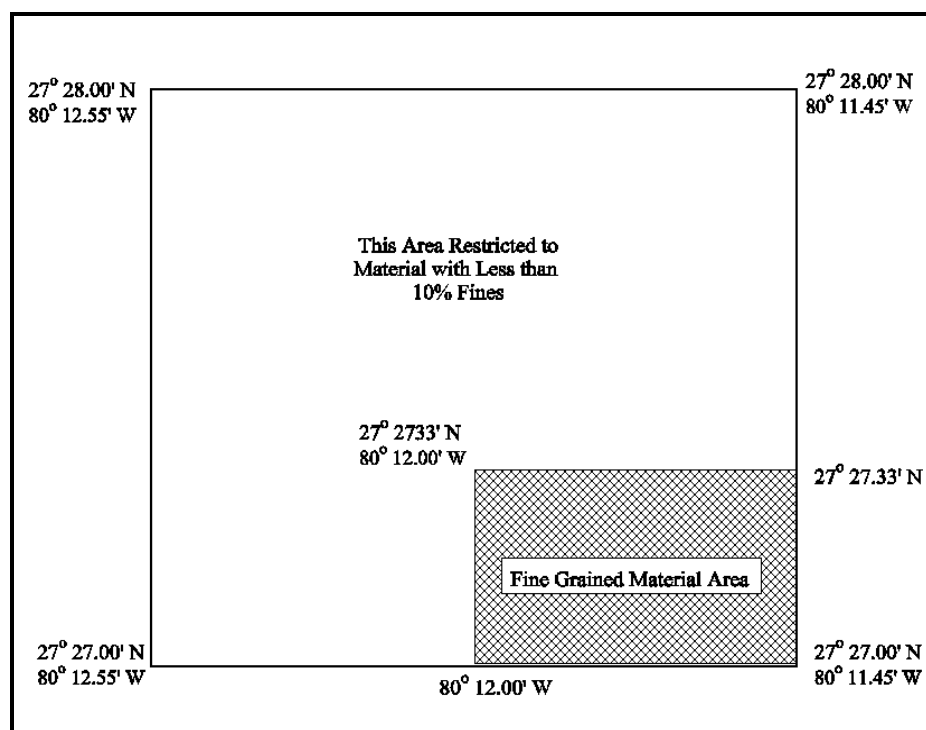 27° 28.00' N
80° 12.55' W
27° 28.00' N
80° 11.45' W
This Area Restricted to
Material with Less than
10% Fines
27° 2733' N
80° 12.00' W
27° 27.33' N
Fine Grained Material Area
27° 27.00' N
80° 12.55' W
80° 12.00' W
27° 27.00' N
80° 11.45' W